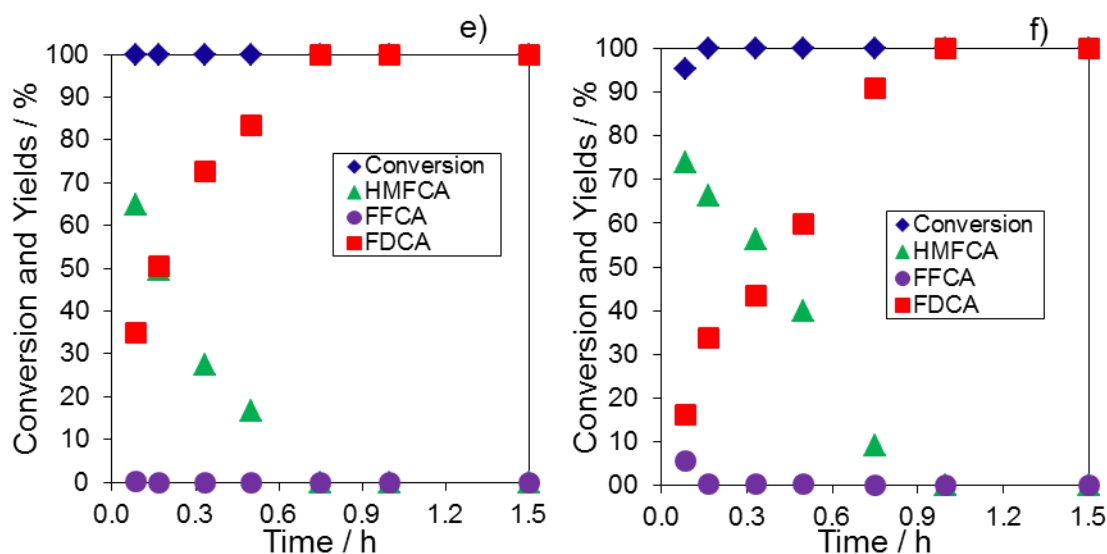 e)
Conversion and Yields / %
100
90
80
70
60
50
40
30
20
10
0
Conversion
HMFCA
FFCA
FDCA
0.0 0.3 0.6 0.9 1.2 1.5
Time / h
f)
Conversion and Yields / %
100
90
80
70
60
50
40
30
20
10
00
Conversion
HMFCA
FFCA
FDCA
0.0 0.3 0.6 0.9 1.2 1.5
Time / h